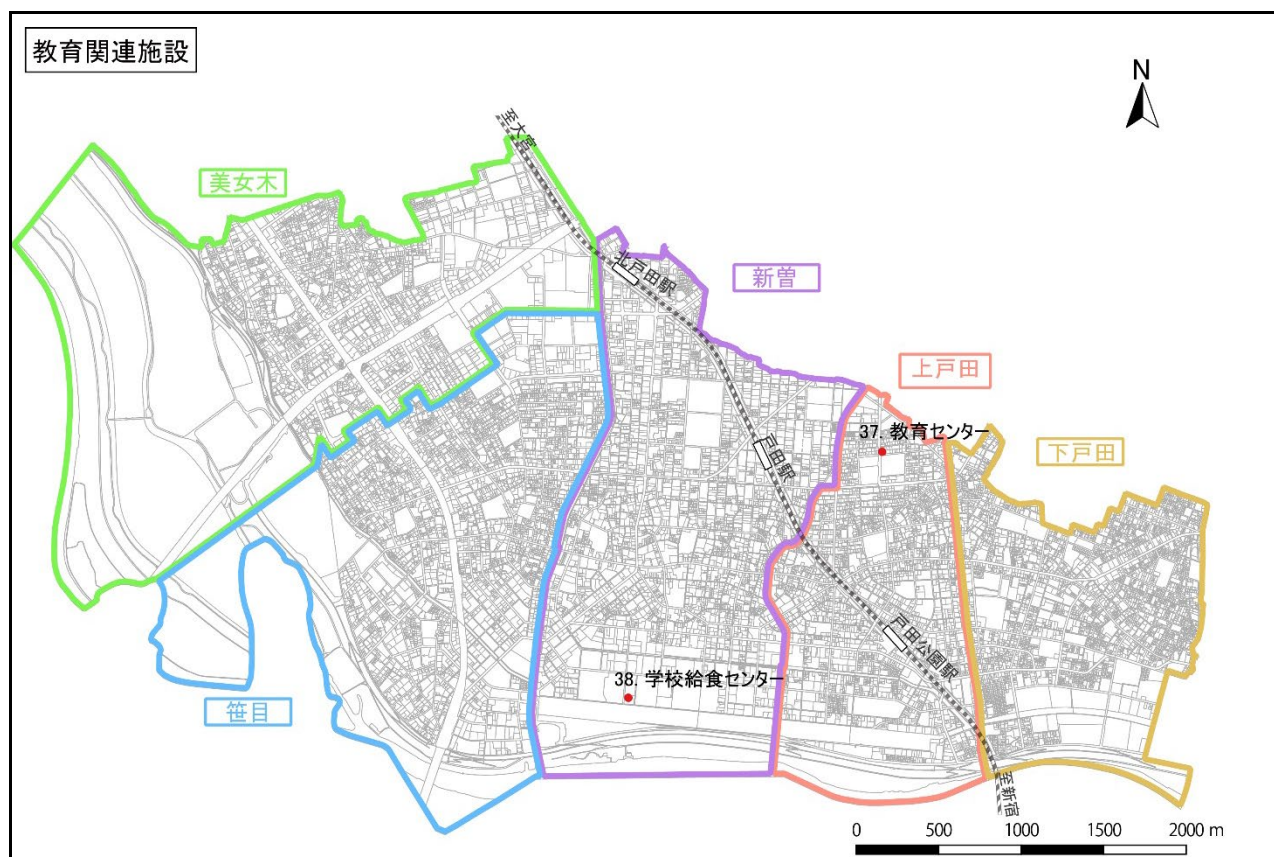 教育関連施設
N
至大宮
美女木
北戸田駅
新曽
上戸田
37. 教育センター
下戸田
戸田駅
戸田公園駅
38. 学校給食センター
笹目
至新宿
0 500 1000 1500 2000 m